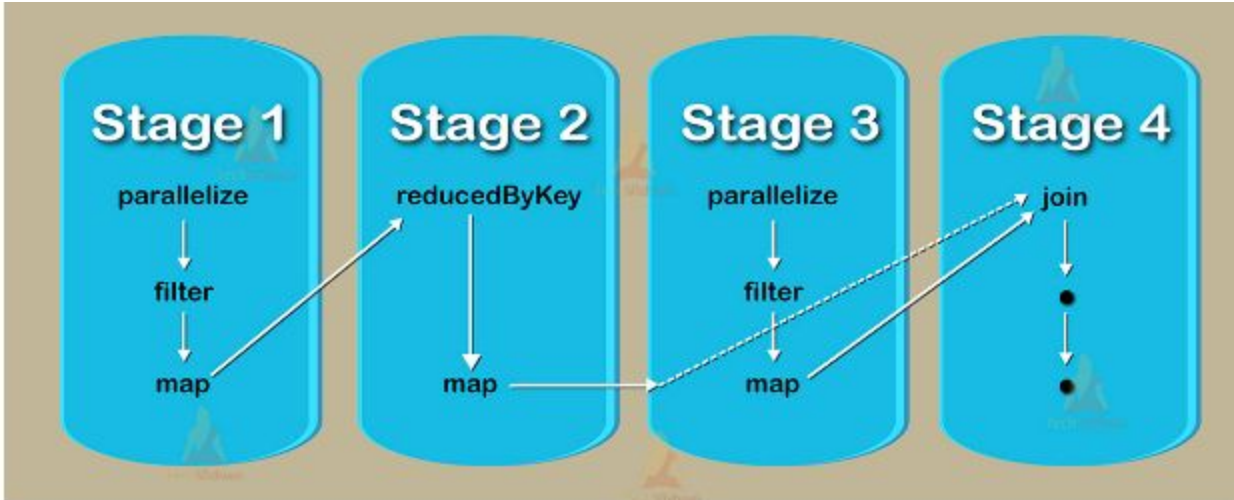 Stage 1
parallelize
filter
map
Stage 2
reducedByKey
map
Stage 3
parallelize
filter
map
Stage 4
join